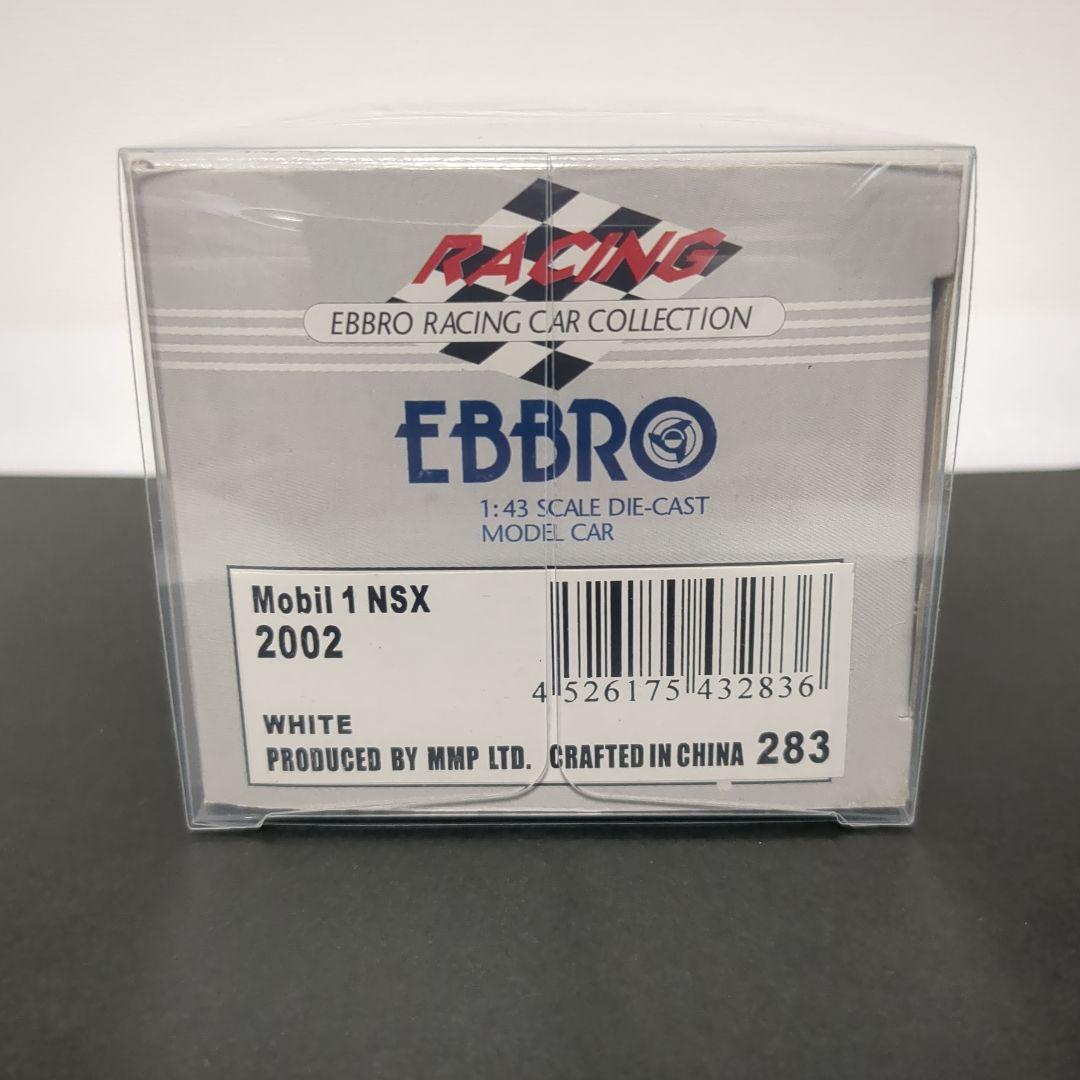 RACING
EBBRO RACING CAR COLLECTION
EBBRO
1:43 SCALE DIE-CAST
MODEL CAR
Mobil 1 NSX
2002
4 526175 432836
WHITE
PRODUCED BY MMP LTD. CRAFTED IN CHINA 283